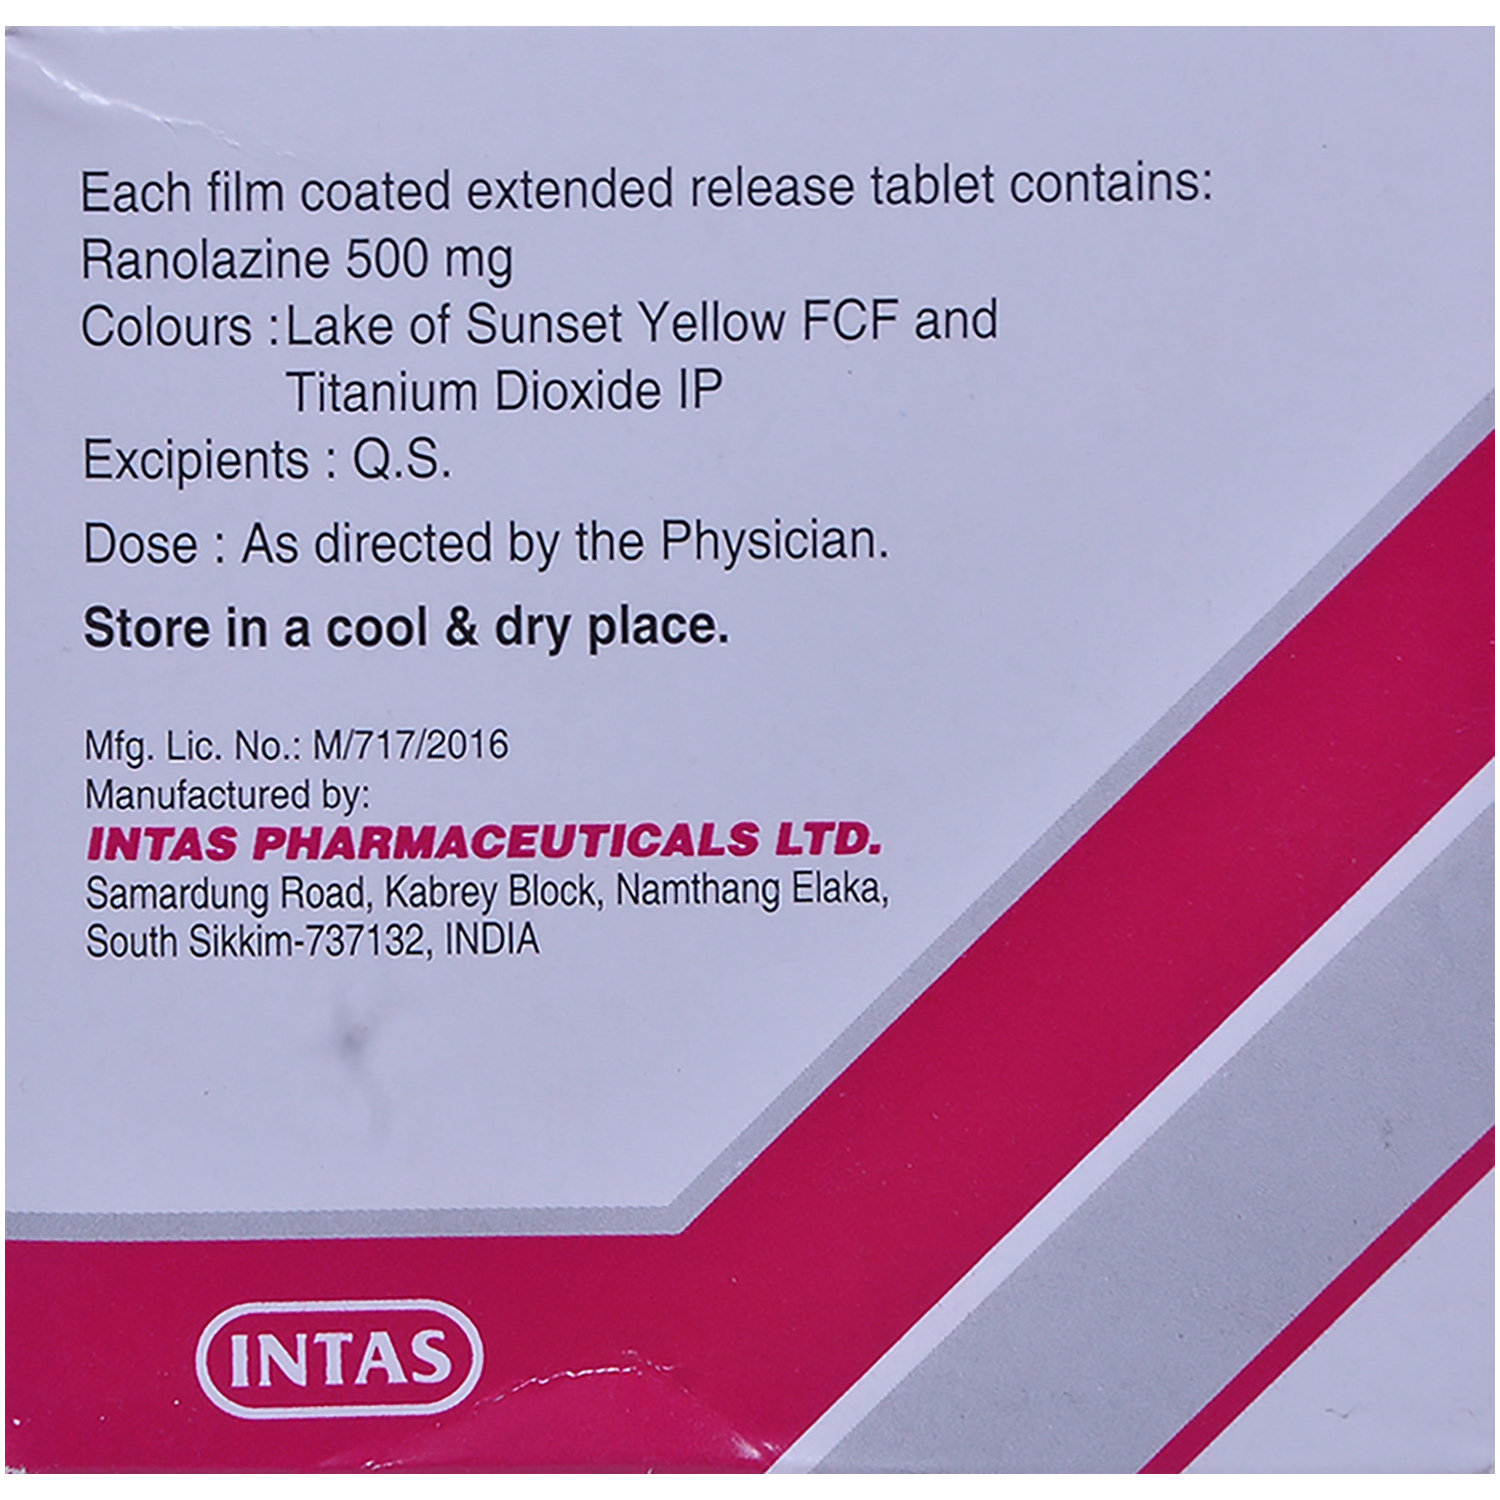 Each film coated extended release tablet contains:
Ranolazine 500 mg
Colours : Lake of Sunset Yellow FCF and
Titanium Dioxide IP
Excipients : Q.S.
Dose : As directed by the Physician.
Store in a cool & dry place.
Mfg. Lic. No.: M/717/2016
Manufactured by:
INTAS PHARMACEUTICALS LTD.
Samardung Road, Kabrey Block, Namthang Elaka,
South Sikkim-737132, INDIA
INTAS